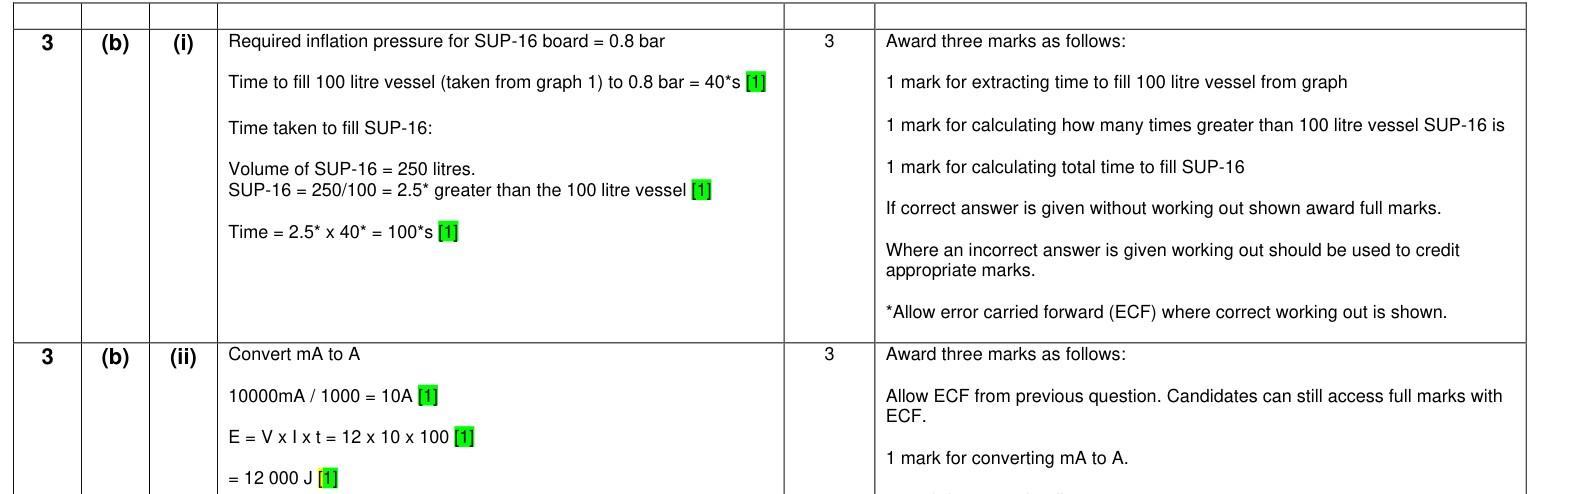 3 (b) (i) Required inflation pressure for SUP-16 board = 0.8 bar
Time to fill 100 litre vessel (taken from graph 1) to 0.8 bar = 40*s [1]
Time taken to fill SUP-16:
Volume of SUP-16 = 250 litres.
SUP-16 = 250/100 = 2.5* greater than the 100 litre vessel [1]
Time = 2.5* x 40* = 100*s [1]
3
Award three marks as follows:
1 mark for extracting time to fill 100 litre vessel from graph
1 mark for calculating how many times greater than 100 litre vessel SUP-16 is
1 mark for calculating total time to fill SUP-16
If correct answer is given without working out shown award full marks.
Where an incorrect answer is given working out should be used to credit
appropriate marks.
*Allow error carried forward (ECF) where correct working out is shown.
3 (b) (ii) Convert mA to A
10000mA / 1000 = 10A [1]
E = V x I x t = 12 x 10 x 100 [1]
= 12 000 J [1]
3
Award three marks as follows:
Allow ECF from previous question. Candidates can still access full marks with
ECF.
1 mark for converting mA to A.